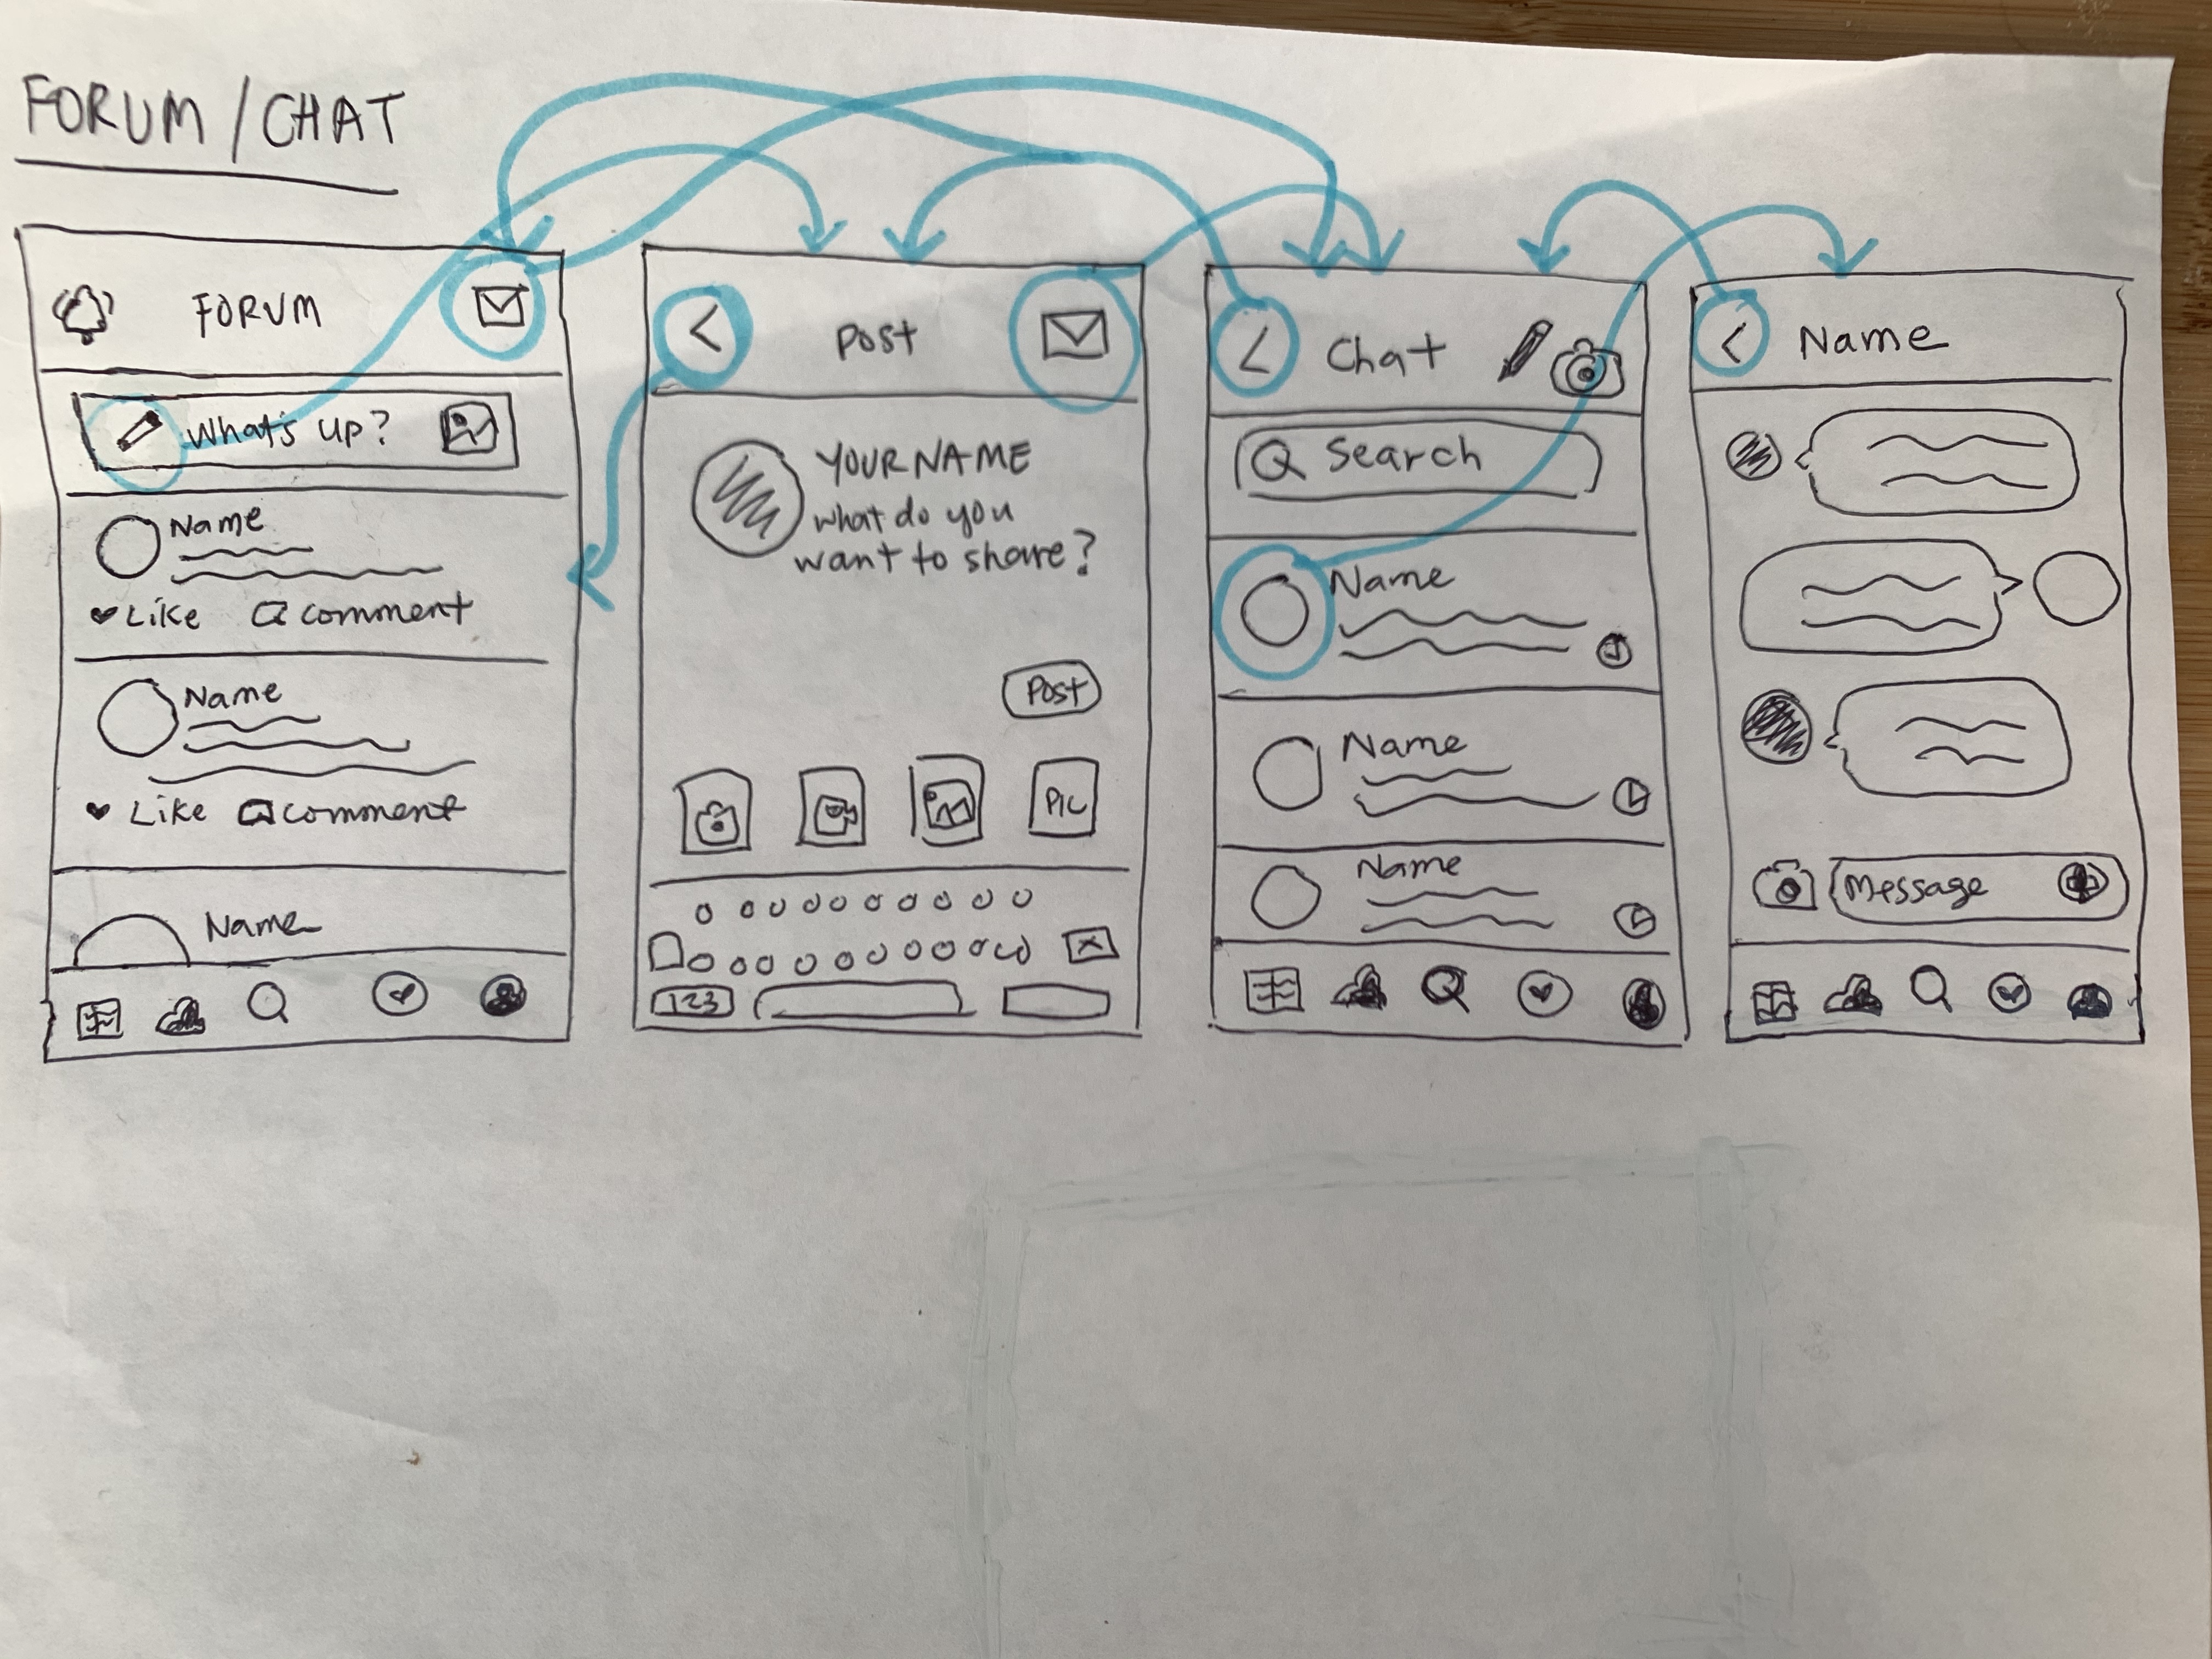 FORUM / CHAT
FORUM
What's up?
Name
Like comment
Name
Like comment
Name
Post
YOUR NAME
what do you
want to share?
Post
PIC
123
Chat
Search
Name
Name
Name
Name
Message